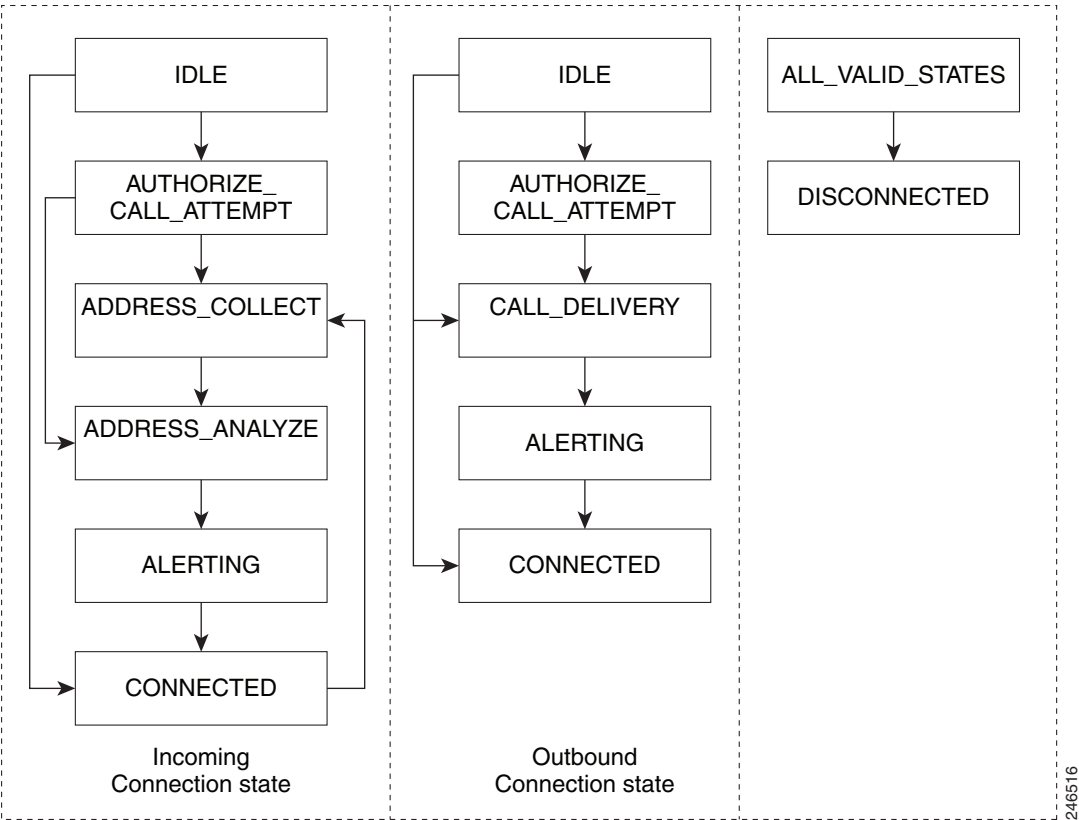 IDLE
AUTHORIZE_
CALL_ATTEMPT
ADDRESS_COLLECT
ADDRESS_ANALYZE
ALERTING
CONNECTED
Incoming
Connection state
IDLE
AUTHORIZE_
CALL_ATTEMPT
CALL_DELIVERY
ALERTING
CONNECTED
Outbound
Connection state
ALL_VALID_STATES
DISCONNECTED
246516